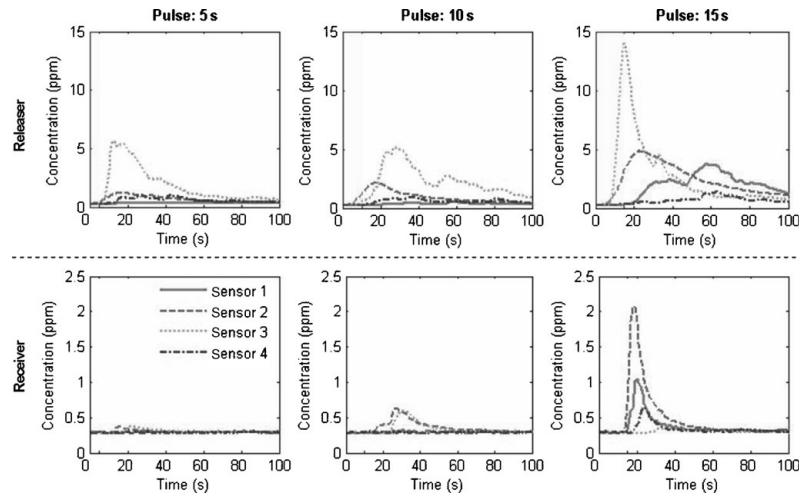 Pulse: 5 s
Pulse: 10 s
Pulse: 15 s
Releaser
Concentration (ppm)
15
10
5
0
0 20 40 60 80 100
Time (s)
Concentration (ppm)
15
10
5
0
0 20 40 60 80 100
Time (s)
Concentration (ppm)
15
10
5
0
0 20 40 60 80 100
Time (s)
Receiver
Concentration (ppm)
2.5
2
1.5
1
0.5
0
0 20 40 60 80 100
Time (s)
Sensor 1
Sensor 2
Sensor 3
Sensor 4
Concentration (ppm)
2.5
2
1.5
1
0.5
0
0 20 40 60 80 100
Time (s)
Concentration (ppm)
2.5
2
1.5
1
0.5
0
0 20 40 60 80 100
Time (s)